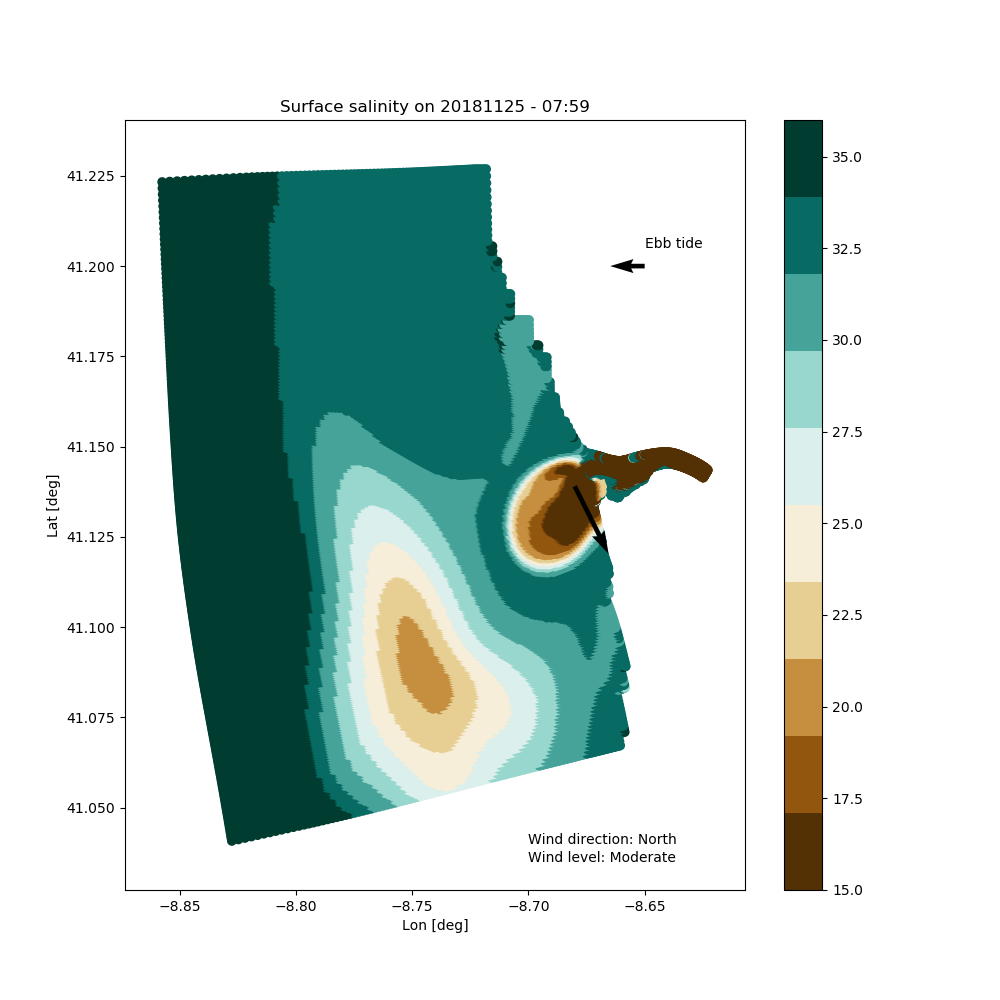 Surface salinity on 20181125 - 07:59
Lat [deg]
41.225
41.200
41.175
41.150
41.125
41.100
41.075
41.050
Ebb tide
Wind direction: North
Wind level: Moderate
−8.85 −8.80 −8.75 −8.70 −8.65
Lon [deg]
35.0
32.5
30.0
27.5
25.0
22.5
20.0
17.5
15.0